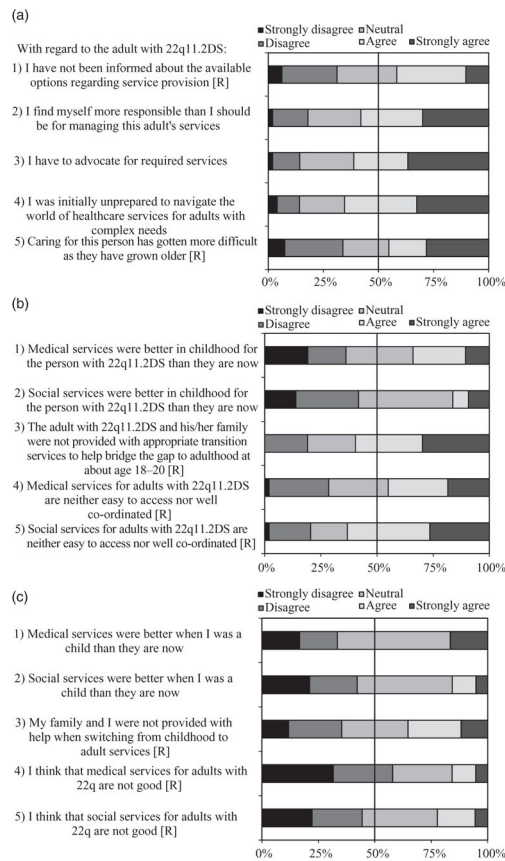 (a)
■Strongly disagree ■Neutral
■Disagree □Agree ■Strongly agree
With regard to the adult with 22q11.2DS:
1) I have not been informed about the available
options regarding service provision [R]
2) I find myself more responsible than I should
be for managing this adult's services
3) I have to advocate for required services
4) I was initially unprepared to navigate the
world of healthcare services for adults with
complex needs
5) Caring for this person has gotten more difficult
as they have grown older [R]
0% 25% 50% 75% 100%
(b)
■Strongly disagree ■Neutral
■Disagree □Agree ■Strongly agree
1) Medical services were better in childhood for
the person with 22q11.2DS than they are now
2) Social services were better in childhood for
the person with 22q11.2DS than they are now
3) The adult with 22q11.2DS and his/her family
were not provided with appropriate transition
services to help bridge the gap to adulthood at
about age 18–20 [R]
4) Medical services for adults with 22q11.2DS
are neither easy to access nor well
co-ordinated [R]
5) Social services for adults with 22q11.2DS are
neither easy to access nor well co-ordinated [R]
0% 25% 50% 75% 100%
(c)
■Strongly disagree ■Neutral
■Disagree □Agree ■Strongly agree
1) Medical services were better when I was a
child than they are now
2) Social services were better when I was a
child than they are now
3) My family and I were not provided with
help when switching from childhood to
adult services [R]
4) I think that medical services for adults with
22q are not good [R]
5) I think that social services for adults with
22q are not good [R]
0% 25% 50% 75% 100%